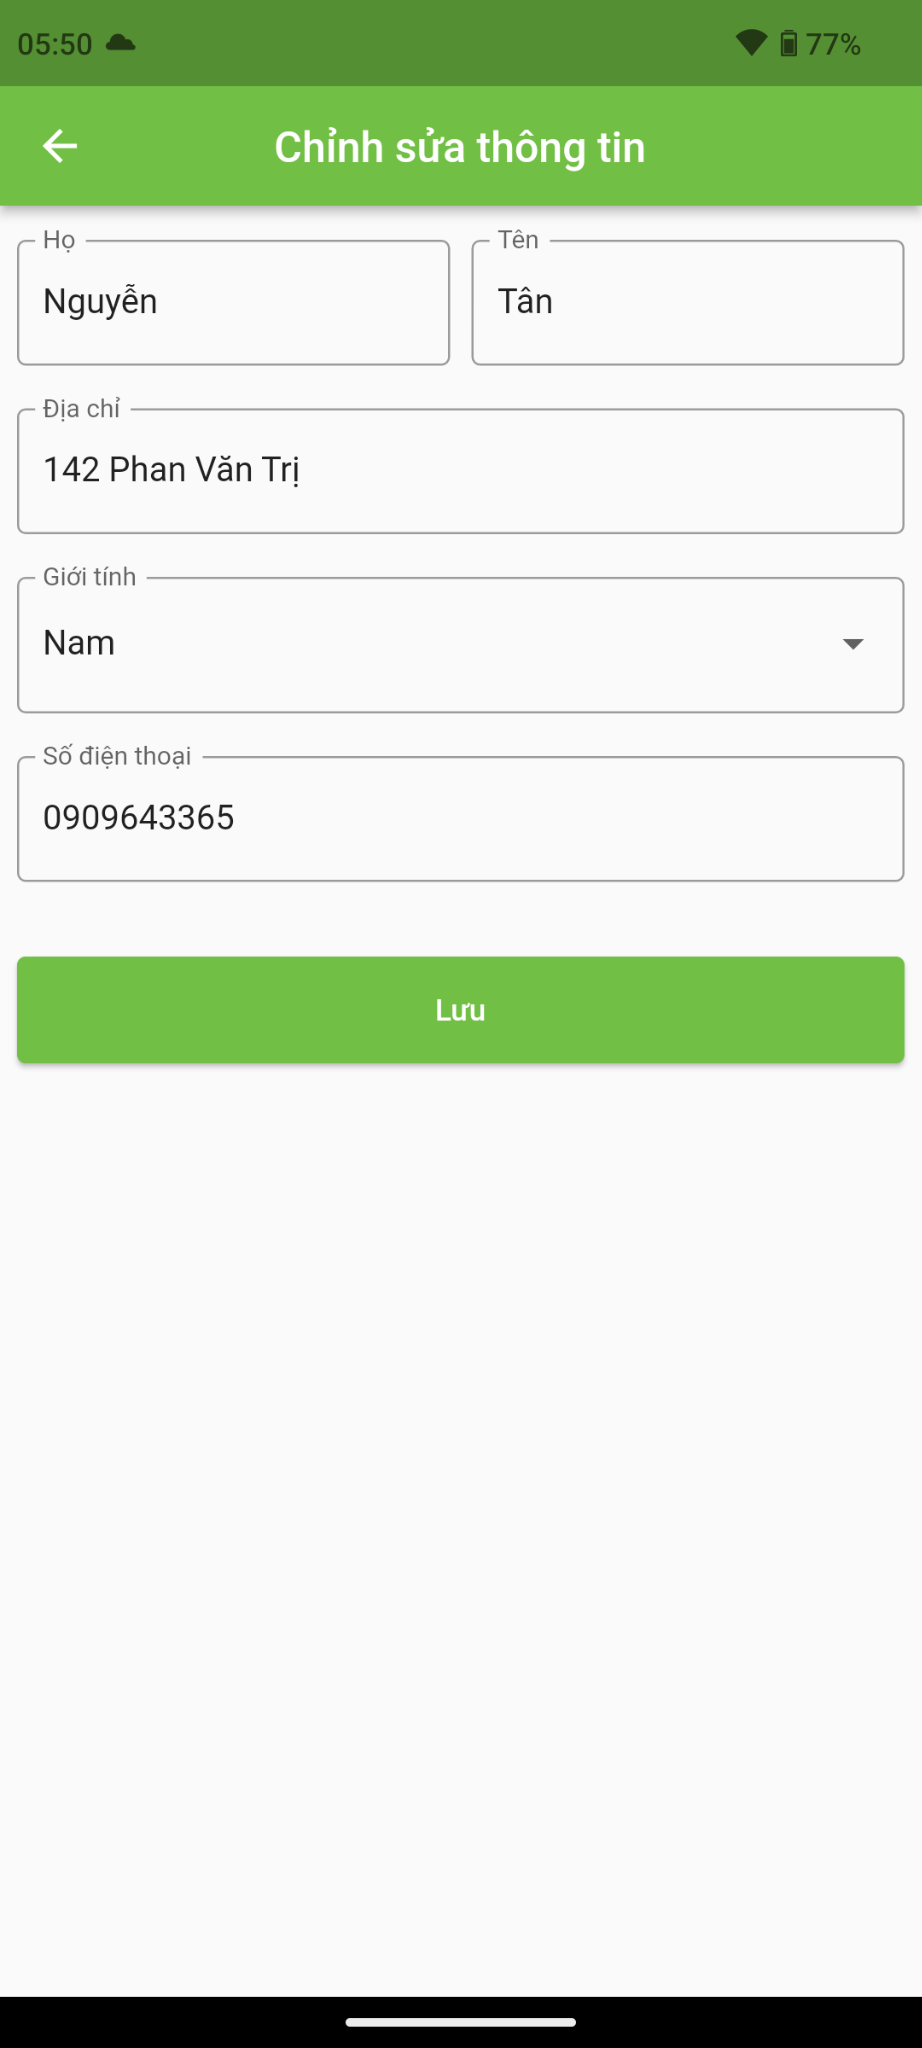 05:50 77%
Chỉnh sửa thông tin
Họ Tên
Nguyễn Tân
Địa chỉ
142 Phan Văn Trị
Giới tính
Nam
Số điện thoại
0909643365
Lưu